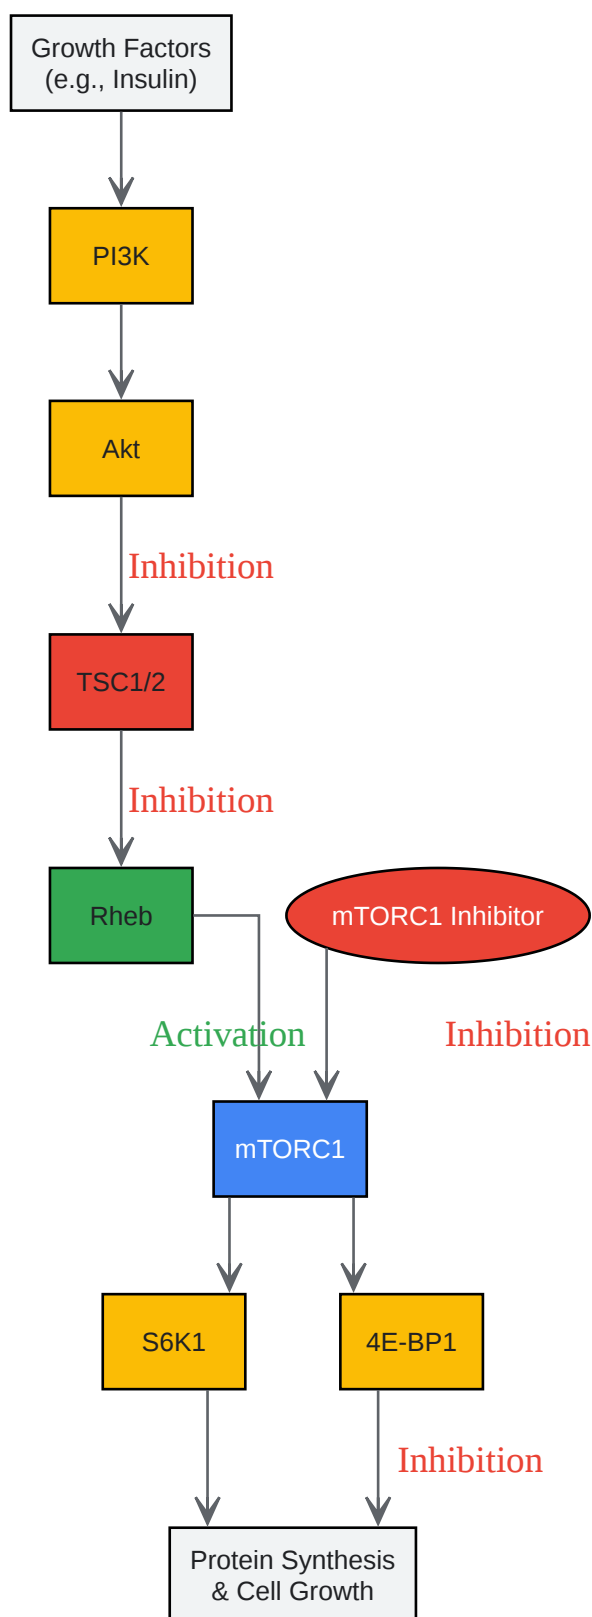 Growth Factors
(e.g., Insulin)
PI3K
Akt
Inhibition
TSC1/2
Inhibition
Rheb
mTORC1 Inhibitor
Activation
Inhibition
mTORC1
S6K1
4E-BP1
Inhibition
Protein Synthesis
& Cell Growth